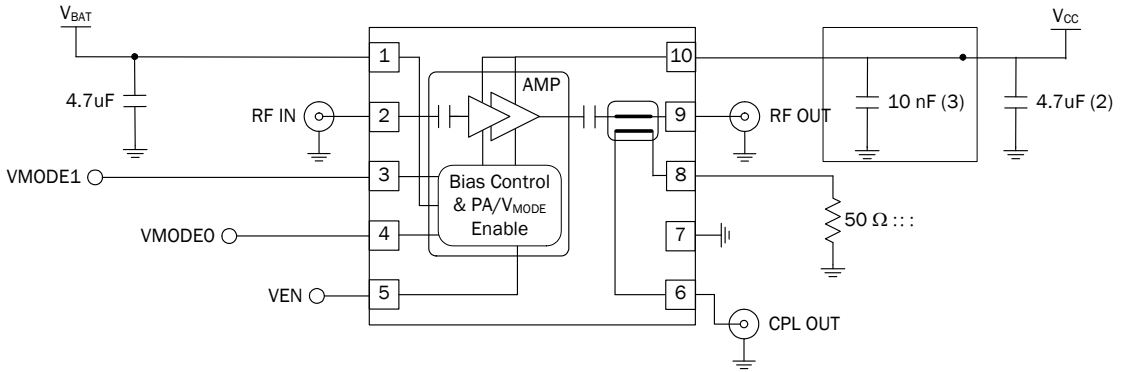 VBAT
4.7uF
RF IN
VMODE1
VMODE0
VEN
1
2
3
4
5
AMP
Bias Control
& PA/VMODE
Enable
10
9
8
7
6
RF OUT
50 Ω :::
CPL OUT
10 nF (3)
VCC
4.7uF (2)